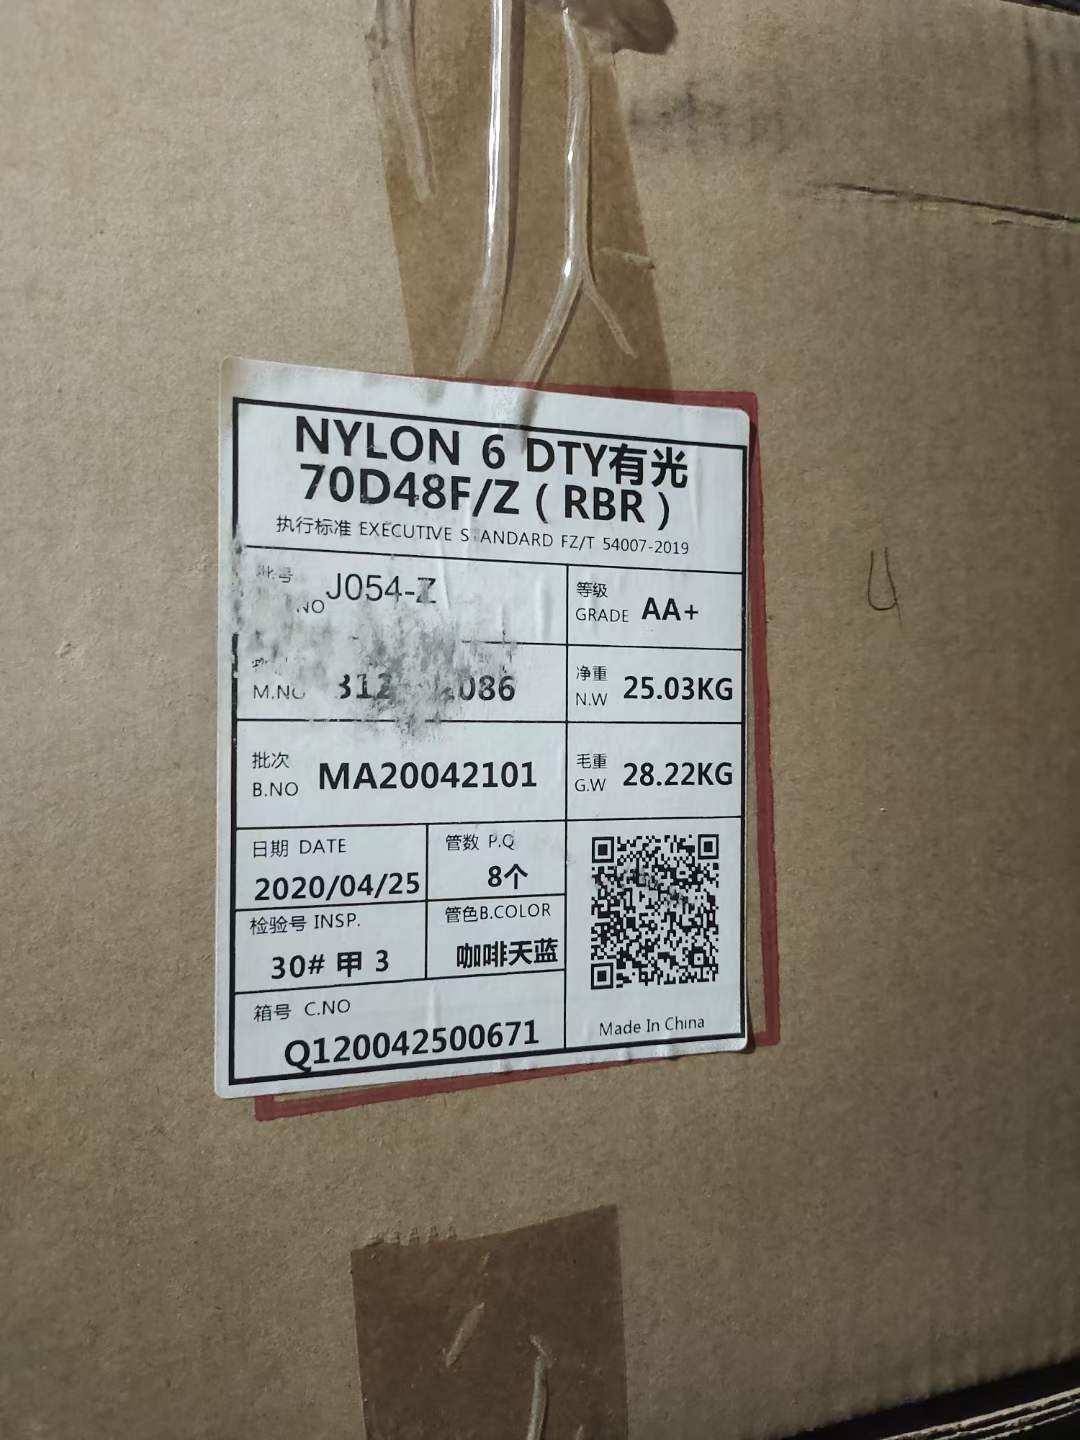 NYLON 6 DTY有光
70D48F/Z(RBR)
执行标准 EXECUTIVE STANDARD FZ/T 54007-2019
批号
NO J054-Z
等级
GRADE AA+
M.NO
净重
N.W 25.03KG
批次
B.NO MA20042101
毛重
G.W 28.22KG
日期 DATE
2020/04/25
管数 P.Q
8个
检验号 INSP.
30# 甲 3
管色B.COLOR
咖啡天蓝
箱号 C.NO
Q120042500671
Made In China